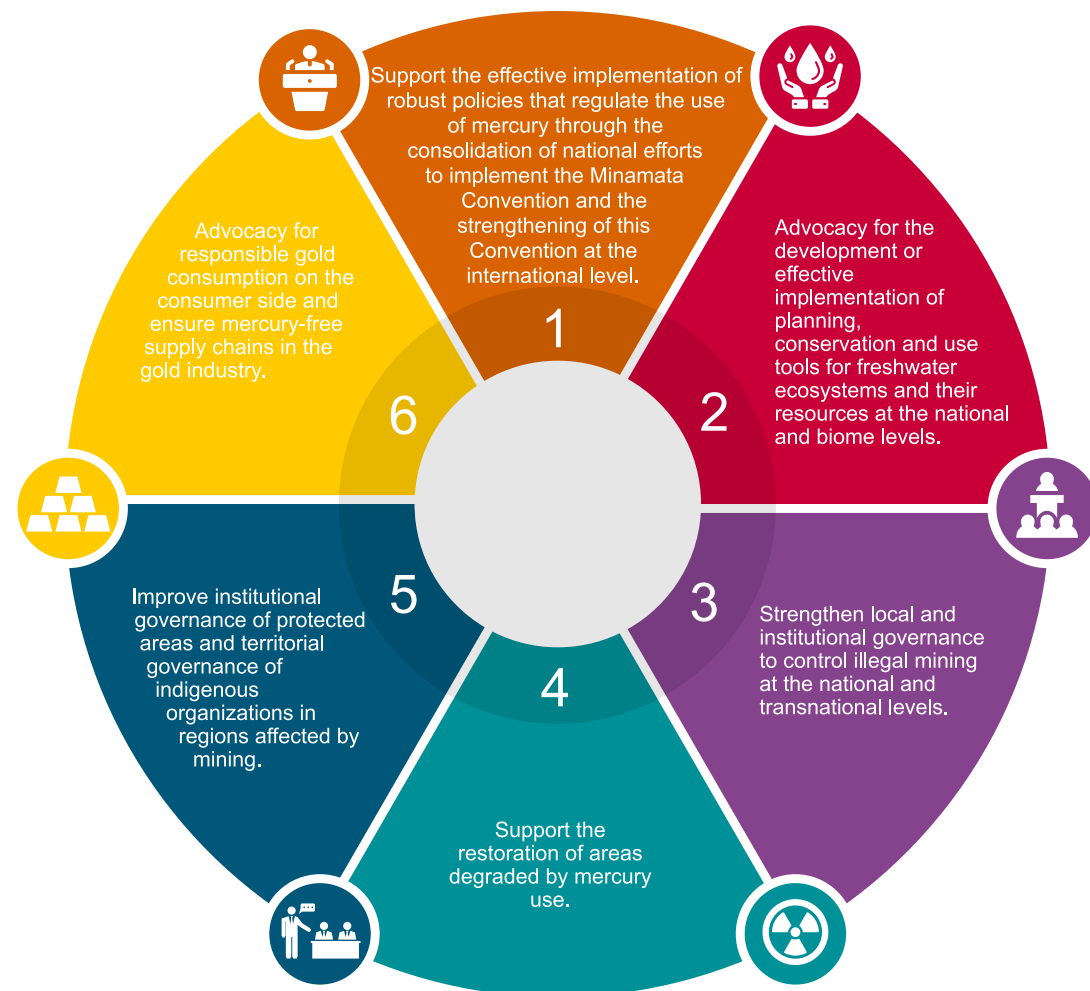 Support the effective implementation of
robust policies that regulate the use
of mercury through the
consolidation of national efforts
to implement the Minamata
Convention and the
strengthening of this
Convention at the
international level.
1
Advocacy for the
development or
effective
implementation of
planning,
conservation and use
tools for freshwater
ecosystems and their
resources at the national
and biome levels.
2
Strengthen local and
institutional governance
to control illegal mining
at the national and
transnational levels.
3
4
Support the
restoration of areas
degraded by mercury
use.
5
Improve institutional
governance of protected
areas and territorial
governance of
indigenous
organizations in
regions affected by
mining.
6
Advocacy for
responsible gold
consumption on the
consumer side and
ensure mercury-free
supply chains in the
gold industry.